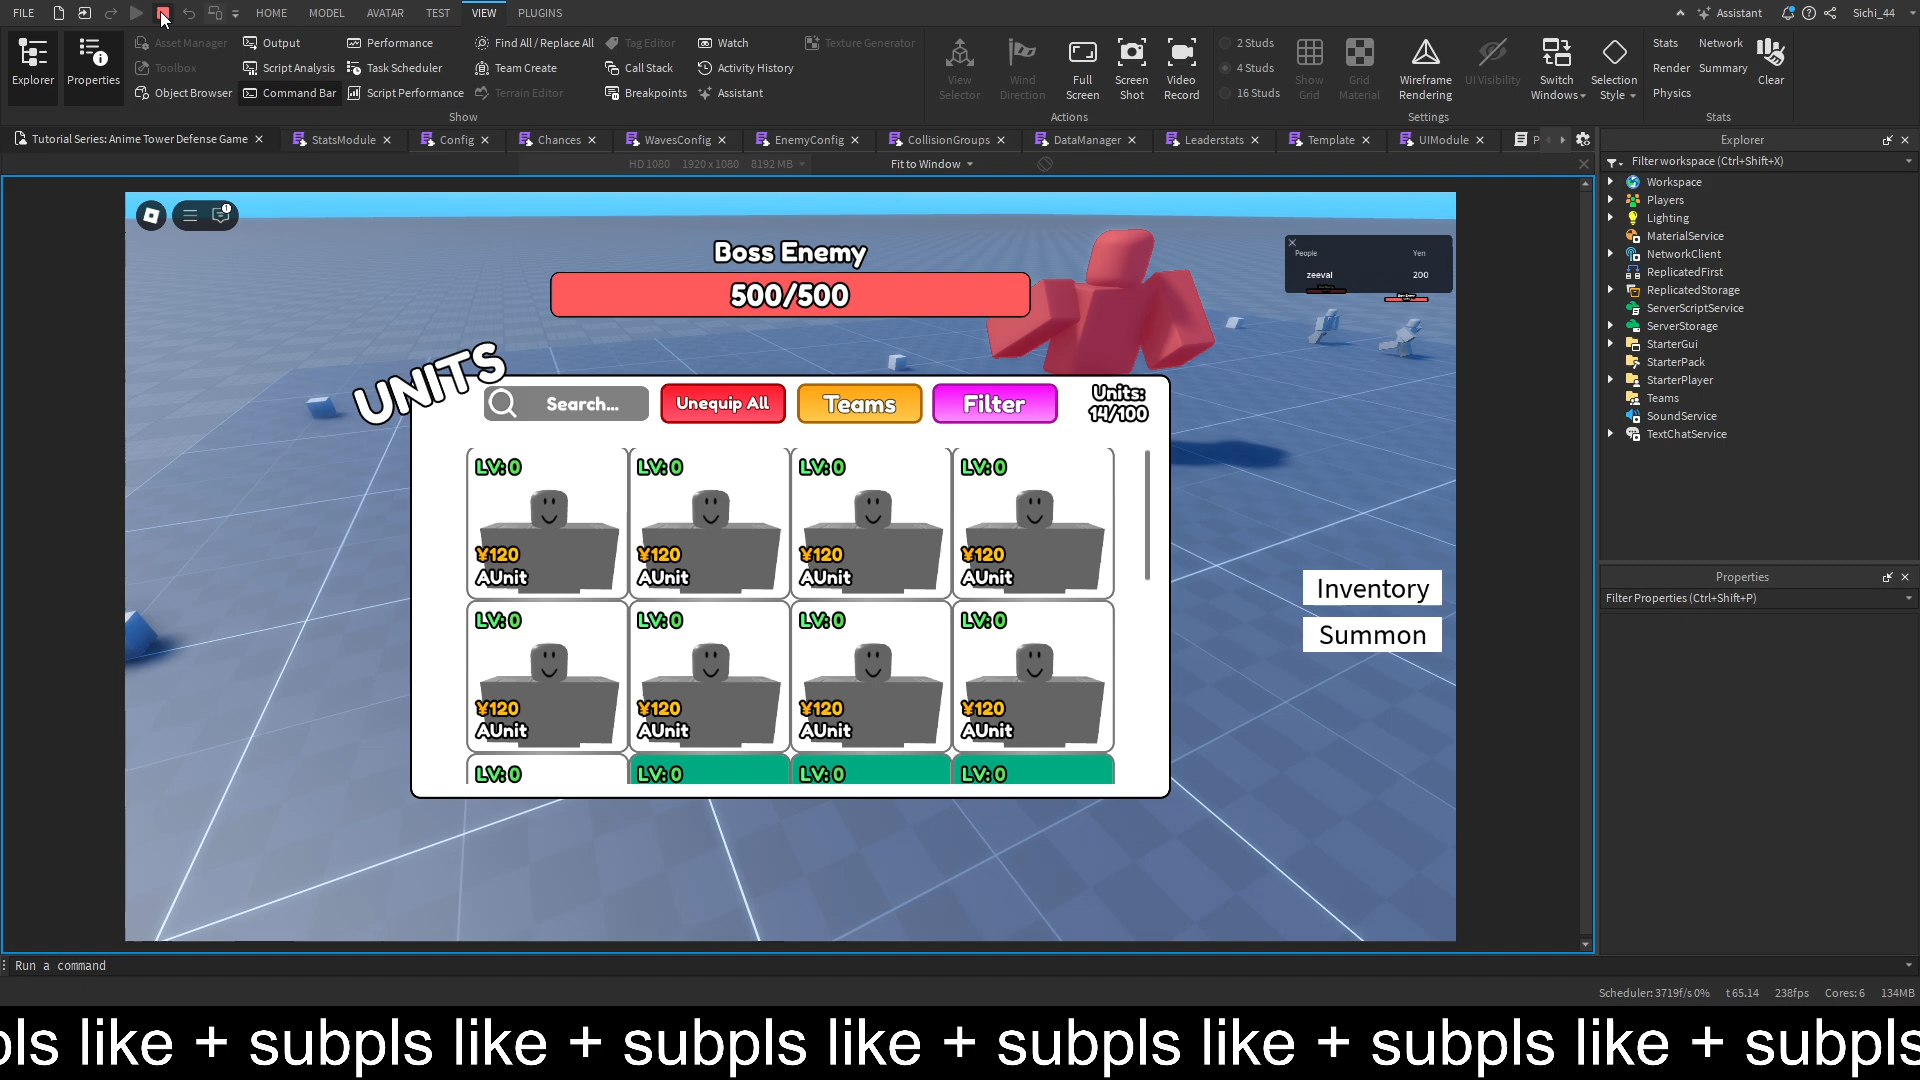 FILE HOME MODEL AVATAR TEST VIEW PLUGINS Assistant Sichi_44
Explorer
Properties
Asset Manager Output Performance Find All / Replace All Tag Editor Watch Texture Generator
Toolbox Script Analysis Task Scheduler Team Create Call Stack Activity History
Object Browser Command Bar Script Performance Terrain Editor Breakpoints Assistant
Show
View Selector
Wind Direction
Full Screen
Screen Shot
Video Record
Actions
2 Studs
4 Studs
16 Studs
Show Grid
Grid Material
Wireframe Rendering
UI Visibility
Switch Windows
Selection Style
Settings
Stats Network
Render Summary
Physics
Clear
Stats
Tutorial Series: Anime Tower Defense Game StatsModule Config Chances WavesConfig EnemyConfig CollisionGroups DataManager Leaderstats Template UIModule P
HD 1080 1920 x 1080 8192 MB Fit to Window
1
Boss Enemy
500/500
People Yen
zeeval 200
UNITS
Search... Unequip All Teams Filter Units:
14/100
LV: 0 LV: 0 LV: 0 LV: 0
¥120 ¥120 ¥120 ¥120
AUnit AUnit AUnit AUnit
LV: 0 LV: 0 LV: 0 LV: 0
¥120 ¥120 ¥120 ¥120
AUnit AUnit AUnit AUnit
LV: 0 LV: 0 LV: 0 LV: 0
Inventory
Summon
Explorer
Filter workspace (Ctrl+Shift+X)
Workspace
Players
Lighting
MaterialService
NetworkClient
ReplicatedFirst
ReplicatedStorage
ServerScriptService
ServerStorage
StarterGui
StarterPack
StarterPlayer
Teams
SoundService
TextChatService
Properties
Filter Properties (Ctrl+Shift+P)
Run a command
Scheduler: 3719f/s 0% t 65.14 238fps Cores: 6 134MB
pls like + subpls like + subpls like + subpls like + subpls like + subpls